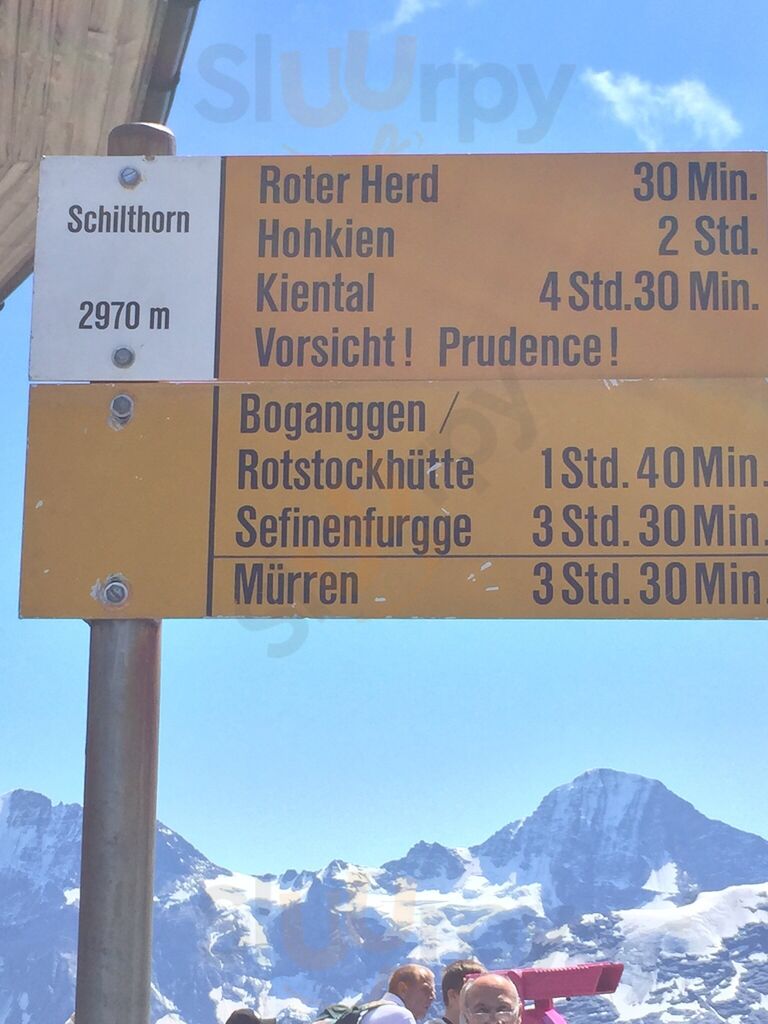 Sluurpy
Schilthorn
2970 m
Roter Herd 30 Min.
Hohkien 2 Std.
Kiental 4 Std. 30 Min.
Vorsicht! Prudence!
Boganggen /
Rotstockhütte 1 Std. 40 Min.
Sefinenfurgge 3 Std. 30 Min.
Mürren 3 Std. 30 Min.